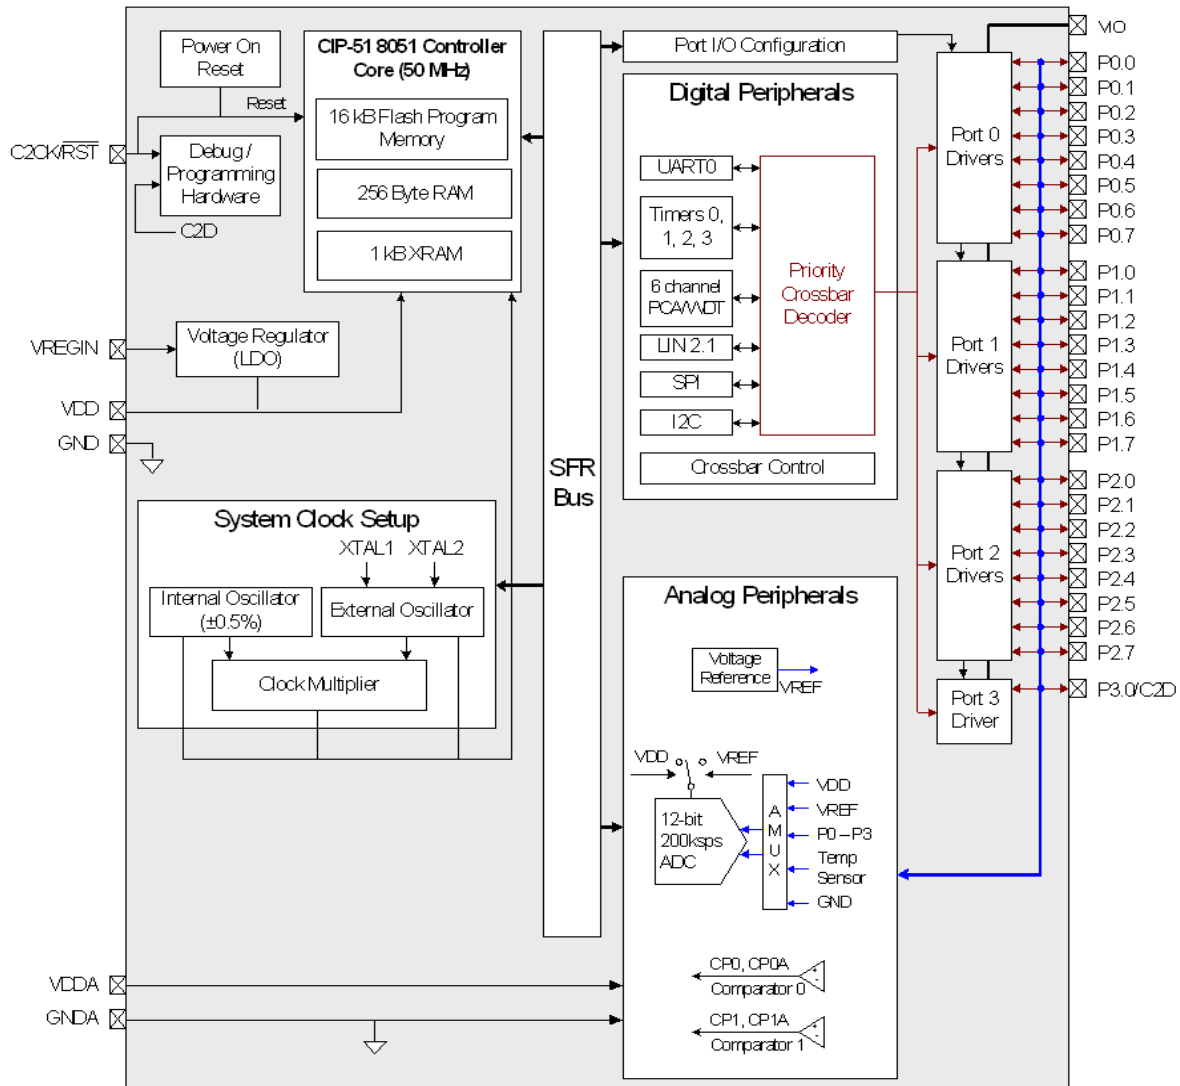 Power On
Reset
Reset
C2CK/RST
Debug /
Programming
Hardware
C2D
CIP-51 8051 Controller
Core (50 MHz)
16 kB Flash Program
Memory
256 Byte RAM
1 kB XRAM
VREGIN
Voltage Regulator
(LDO)
VDD
GND
System Clock Setup
XTAL1 XTAL2
Internal Oscillator
(±0.5%)
External Oscillator
Clock Multiplier
VDDA
GNDA
SFR
Bus
Port I/O Configuration
Digital Peripherals
UART0
Timers 0,
1, 2, 3
6 channel
PCA/WDT
LIN 2.1
SPI
I2C
Priority
Crossbar
Decoder
Crossbar Control
Analog Peripherals
Voltage
Reference
VREF
VDD
VREF
12-bit
200ksps
ADC
A
M
U
X
VDD
VREF
P0 – P3
Temp
Sensor
GND
CP0, CP0A
Comparator 0
+
-
CP1, CP1A
Comparator 1
+
-
Port 0
Drivers
Port 1
Drivers
Port 2
Drivers
Port 3
Driver
VIO
P0.0
P0.1
P0.2
P0.3
P0.4
P0.5
P0.6
P0.7
P1.0
P1.1
P1.2
P1.3
P1.4
P1.5
P1.6
P1.7
P2.0
P2.1
P2.2
P2.3
P2.4
P2.5
P2.6
P2.7
P3.0/C2D